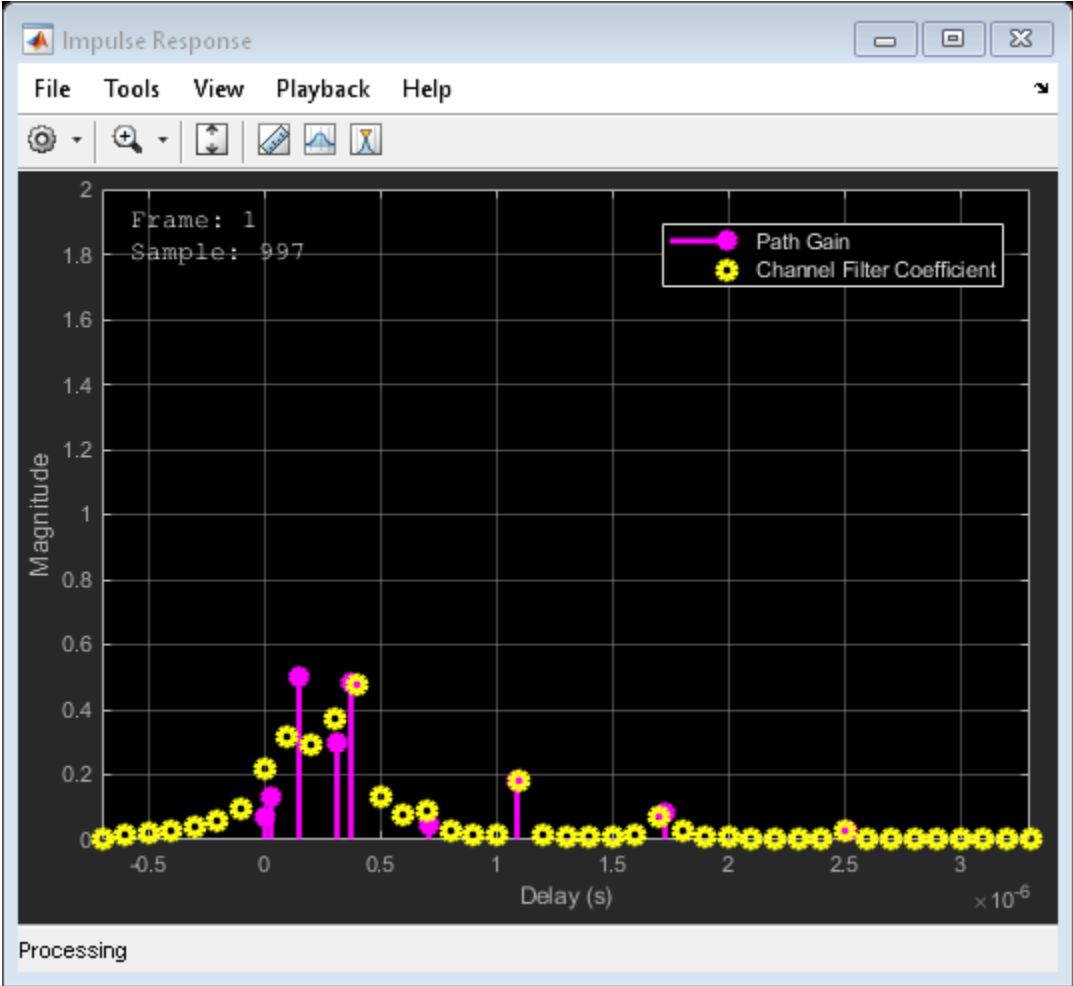 Impulse Response
File Tools View Playback Help
Frame: 1
Sample: 997
Path Gain
Channel Filter Coefficient
2
1.8
1.6
1.4
1.2
1
0.8
0.6
0.4
0.2
0
Magnitude
-0.5 0 0.5 1 1.5 2 2.5 3
Delay (s)
×10-6
Processing